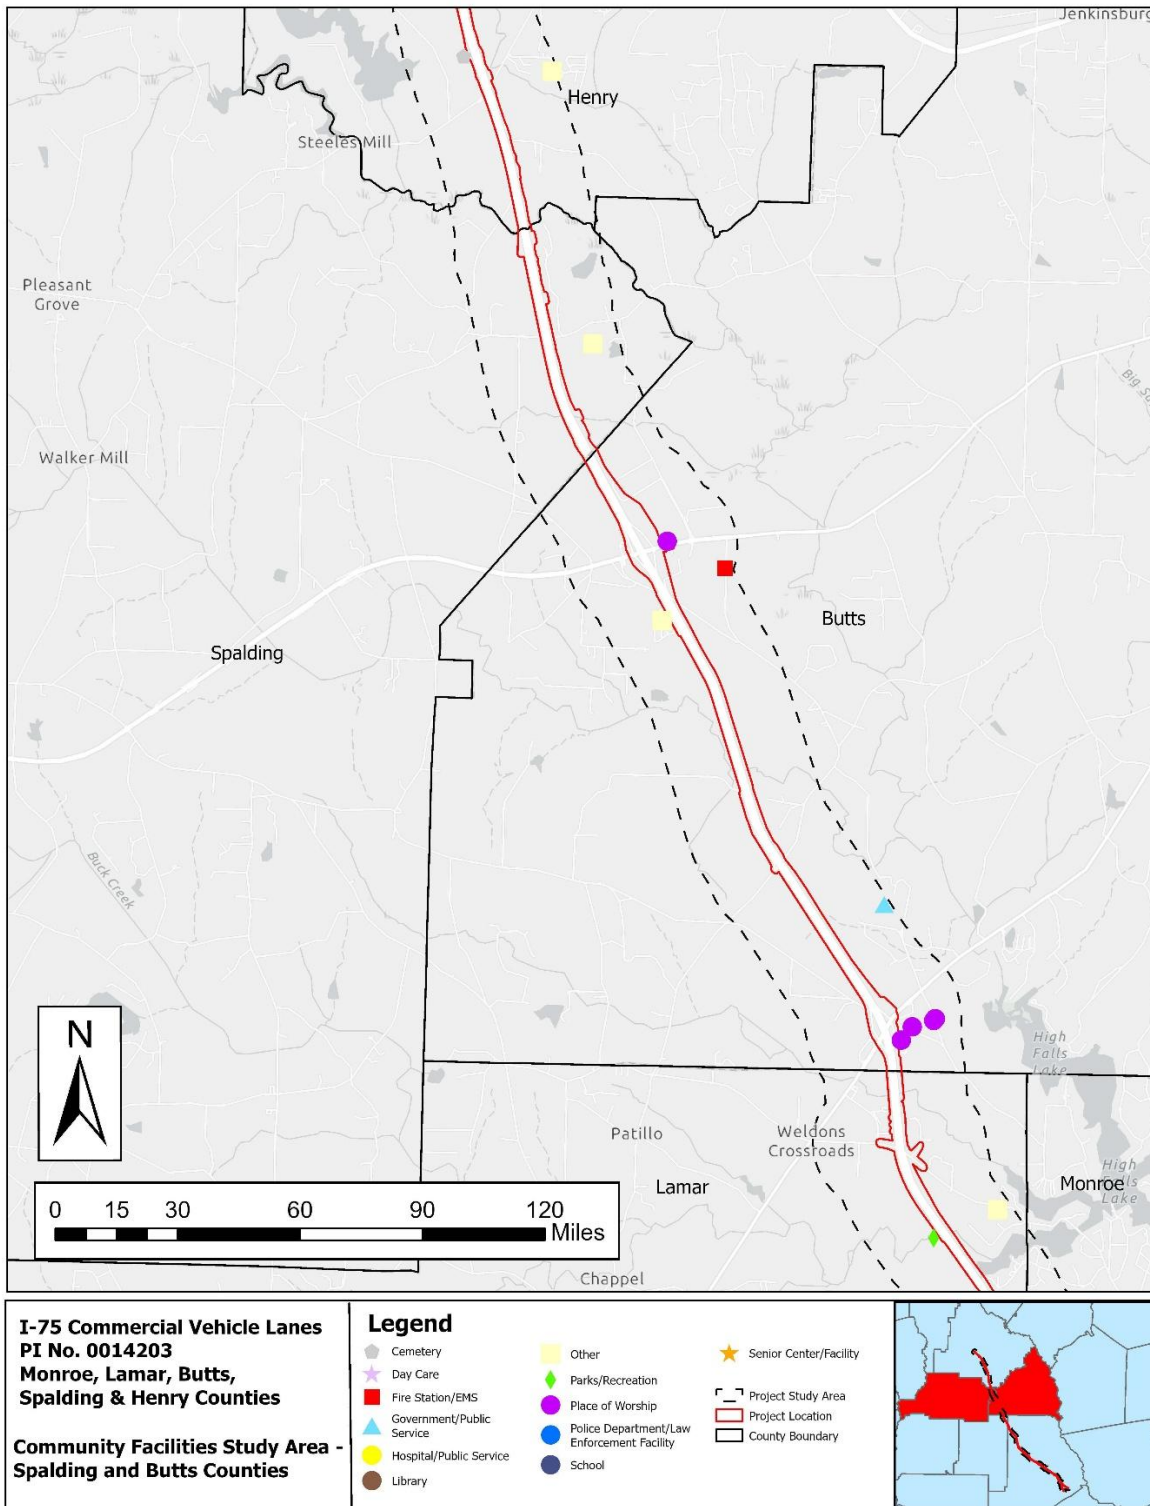 Jenkinsburg
Henry
Steeles Mill
Pleasant
Grove
Walker Mill
Butts
Spalding
Buck Creek
High
Falls
Lake
Patillo
Weldons
Crossroads
High
Falls
Lake
Monroe
Lamar
Chappel
N
0 15 30 60 90 120
Miles
I-75 Commercial Vehicle Lanes
PI No. 0014203
Monroe, Lamar, Butts,
Spalding & Henry Counties
Community Facilities Study Area -
Spalding and Butts Counties
Legend
Cemetery
Day Care
Fire Station/EMS
Government/Public
Service
Hospital/Public Service
Library
Other
Parks/Recreation
Place of Worship
Police Department/Law
Enforcement Facility
School
Senior Center/Facility
Project Study Area
Project Location
County Boundary